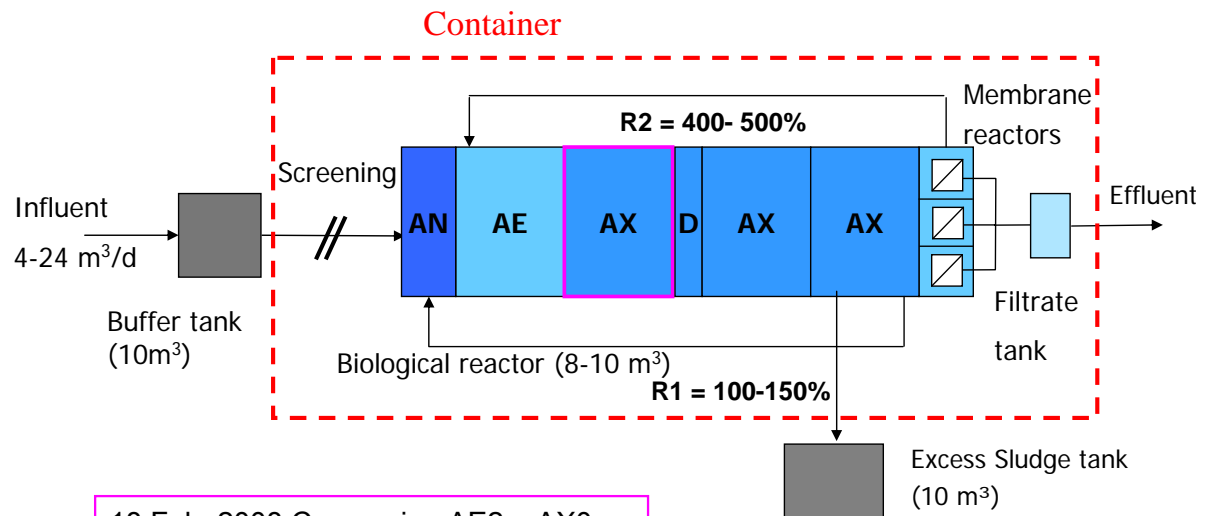 Container
Membrane
reactors
R2 = 400- 500%
Screening
Influent
4-24 m³/d
AN
AE
AX
D
AX
AX
Effluent
Buffer tank
(10m³)
Filtrate
tank
Biological reactor (8-10 m³)
R1 = 100-150%
Excess Sludge tank
(10 m³)